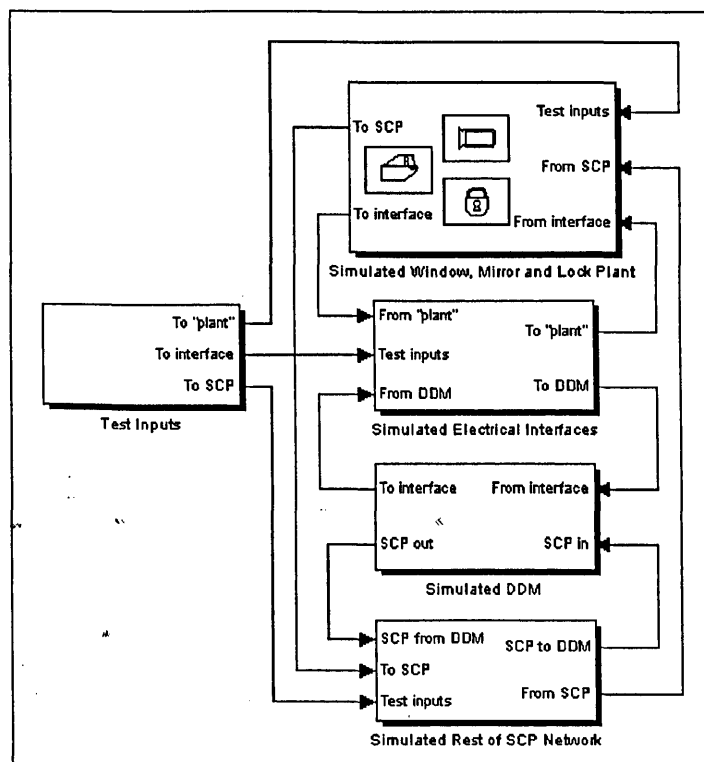 Test inputs
To SCP
From SCP
To interface
From interface
Simulated Window, Mirror and Lock Plant
To "plant"
To interface
To SCP
Test Inputs
From "plant"
To "plant"
Test inputs
From DDM
To DDM
Simulated Electrical Interfaces
To interface
From interface
SCP out
SCP in
Simulated DDM
SCP from DDM
SCP to DDM
To SCP
From SCP
Test inputs
Simulated Rest of SCP Network